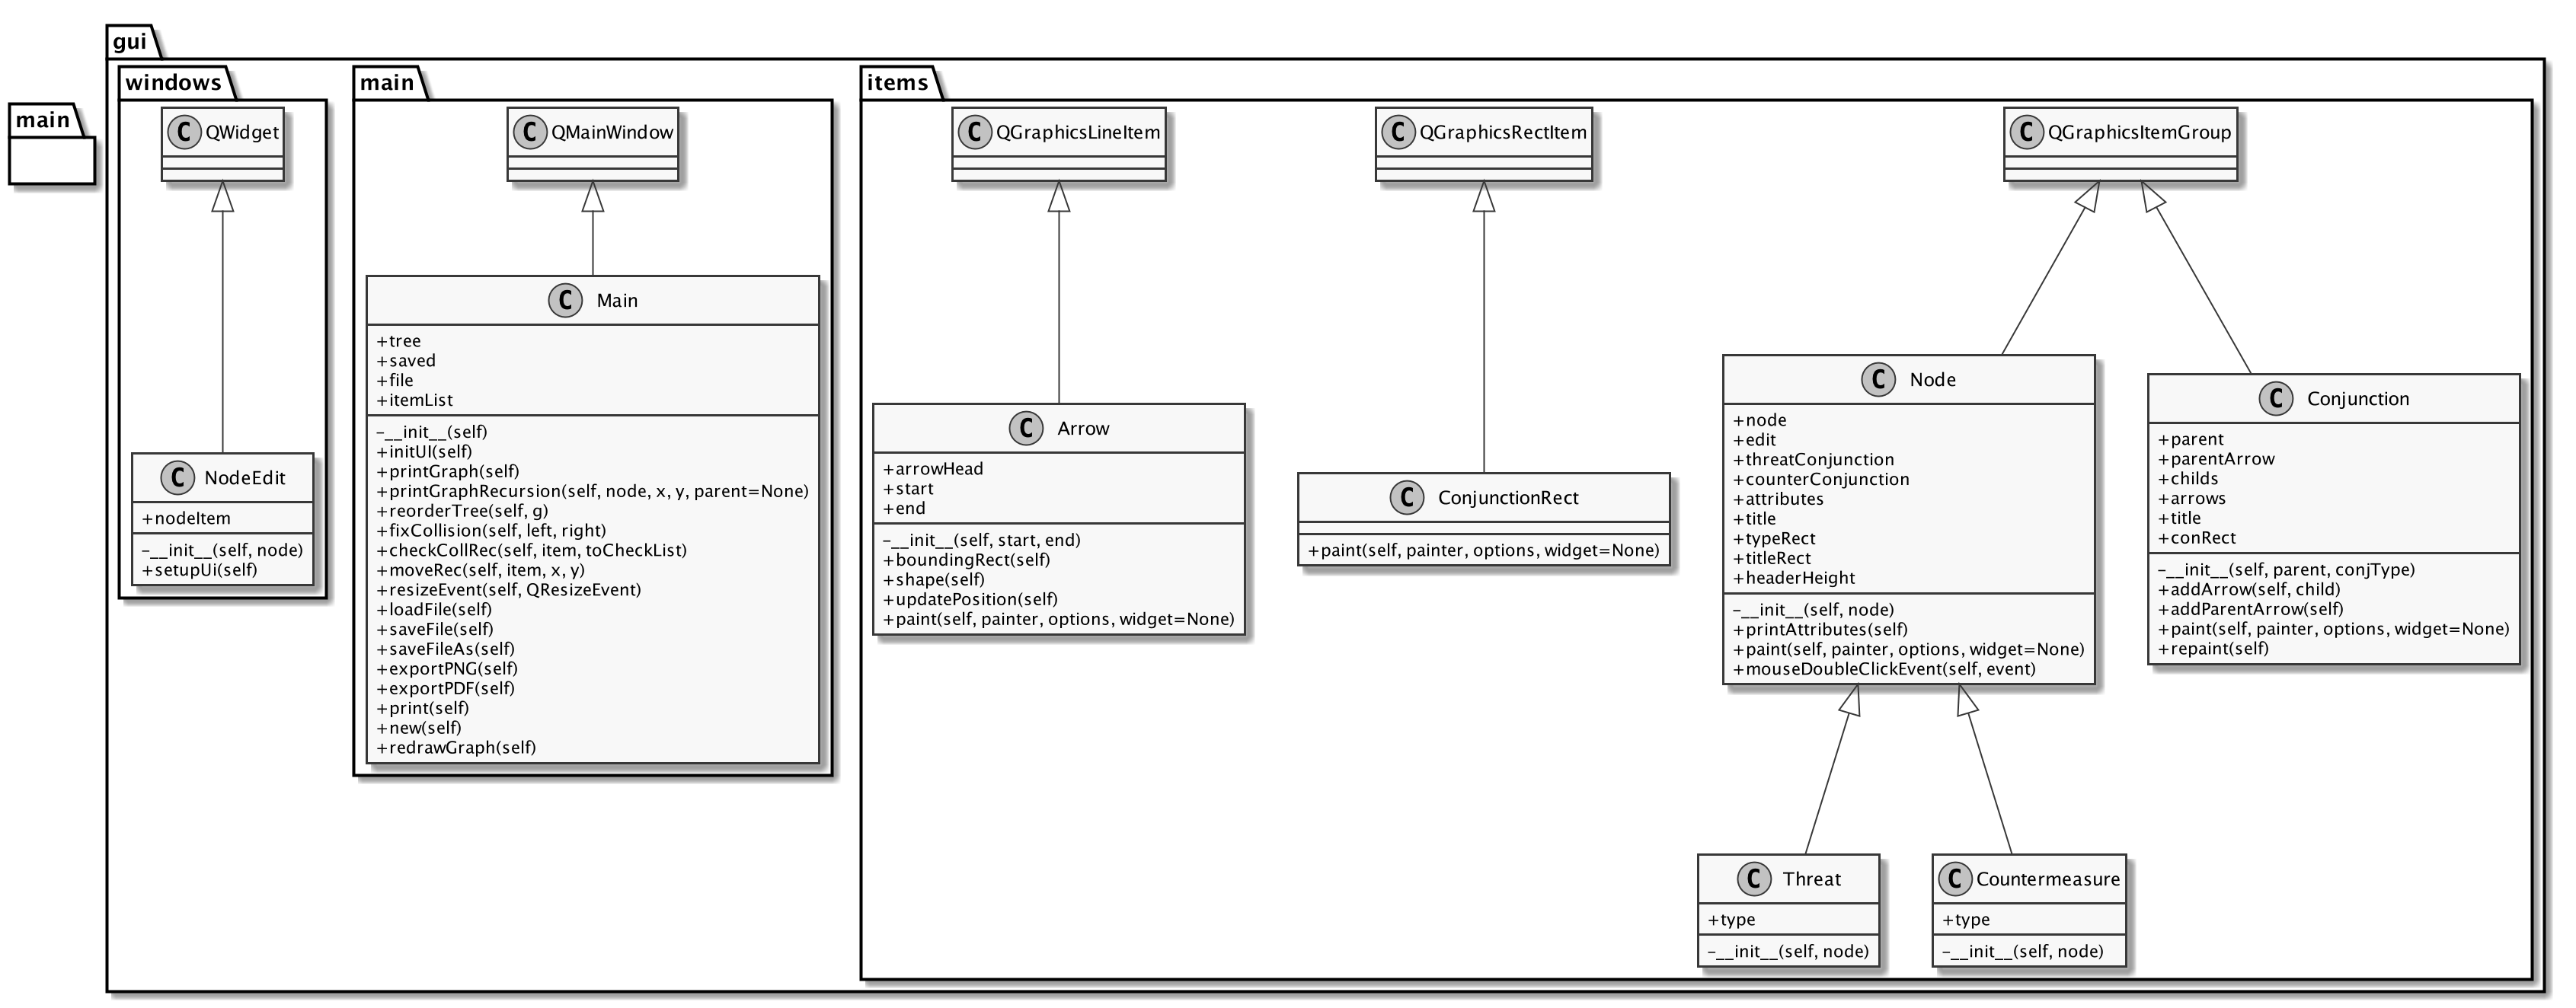 gui
main
windows
C QWidget
C NodeEdit
+nodeItem
-__init__(self, node)
+setupUi(self)
main
C QMainWindow
C Main
+tree
+saved
+file
+itemList
-__init__(self)
+initUI(self)
+printGraph(self)
+printGraphRecursion(self, node, x, y, parent=None)
+reorderTree(self, g)
+fixCollision(self, left, right)
+checkCollRec(self, item, toCheckList)
+moveRec(self, item, x, y)
+resizeEvent(self, QResizeEvent)
+loadFile(self)
+saveFile(self)
+saveFileAs(self)
+exportPNG(self)
+exportPDF(self)
+print(self)
+new(self)
+redrawGraph(self)
items
C QGraphicsLineItem
C Arrow
+arrowHead
+start
+end
-__init__(self, start, end)
+boundingRect(self)
+shape(self)
+updatePosition(self)
+paint(self, painter, options, widget=None)
C QGraphicsRectItem
C ConjunctionRect
+paint(self, painter, options, widget=None)
C QGraphicsItemGroup
C Node
+node
+edit
+threatConjunction
+counterConjunction
+attributes
+title
+typeRect
+titleRect
+headerHeight
-__init__(self, node)
+printAttributes(self)
+paint(self, painter, options, widget=None)
+mouseDoubleClickEvent(self, event)
C Conjunction
+parent
+parentArrow
+childs
+arrows
+title
+conRect
-__init__(self, parent, conjType)
+addArrow(self, child)
+addParentArrow(self)
+paint(self, painter, options, widget=None)
+repaint(self)
C Threat
+type
-__init__(self, node)
C Countermeasure
+type
-__init__(self, node)